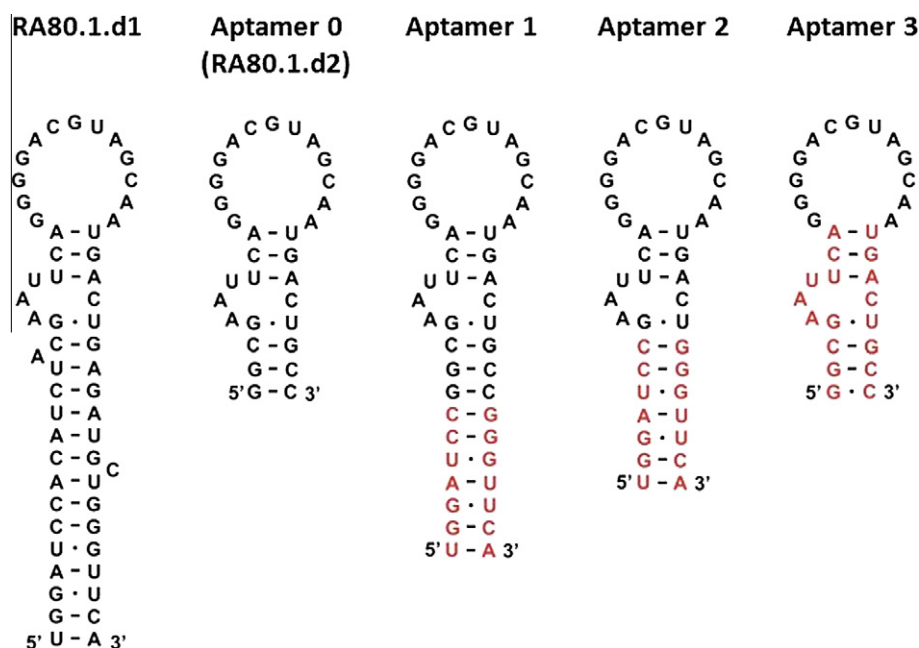 RA80.1.d1
A C G U A
G G
G C
G A A
A - U
C - G
U U - A
A C
A G · U
C - G
A U - A
C - G
U - A
A - U
C - G C
A - U
C - G
C - G
U · G
A - U
G · U
G - C
5' U - A 3'
Aptamer 0
(RA80.1.d2)
A C G U A
G G
G C
G A A
A - U
C - G
U U - A
A C
A G · U
C - G
G - C
5' G - C 3'
Aptamer 1
A C G U A
G G
G C
G A A
A - U
C - G
U U - A
A C
A G · U
C - G
G - C
G - C
C - G
C - G
U · G
A - U
G · U
G - C
5' U - A 3'
Aptamer 2
A C G U A
G G
G C
G A A
A - U
C - G
U U - A
A C
A G · U
C - G
C - G
U · G
A - U
G · U
G - C
5' U - A 3'
Aptamer 3
A C G U A
G G
G C
G A A
A - U
C - G
U U - A
A C
A G · U
C - G
G - C
5' G · C 3'